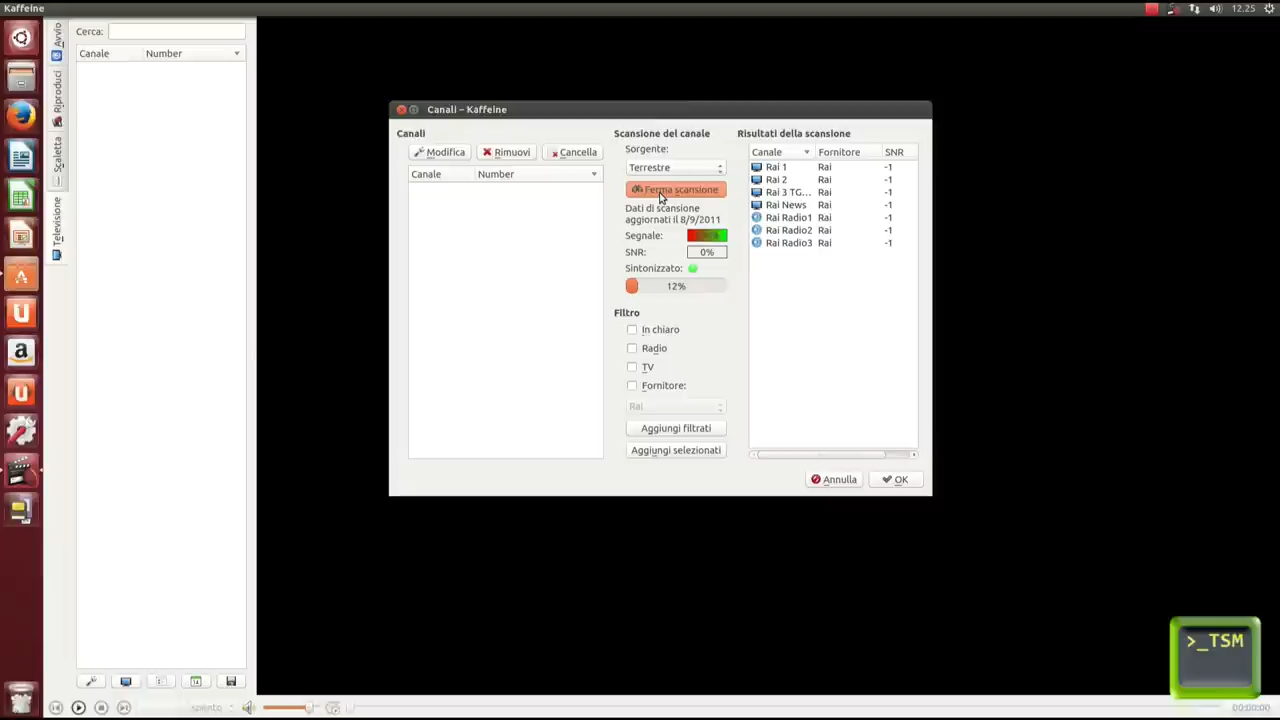 Kaffeine
12.25
Cerca:
Canale Number
Avvio
Riproduci
Scaletta
Televisione
Canali – Kaffeine
Canali
Modifica Rimuovi Cancella
Canale Number
Scansione del canale
Sorgente:
Terrestre
Ferma scansione
Dati di scansione
aggiornati il 8/9/2011
Segnale:
SNR: 0%
Sintonizzato:
12%
Filtro
In chiaro
Radio
TV
Fornitore:
Rai
Aggiungi filtrati
Aggiungi selezionati
Risultati della scansione
Canale Fornitore SNR
Rai 1 Rai -1
Rai 2 Rai -1
Rai 3 TG... Rai -1
Rai News Rai -1
Rai Radio1 Rai -1
Rai Radio2 Rai -1
Rai Radio3 Rai -1
Annulla OK
>_TSM
spento
00:00:00